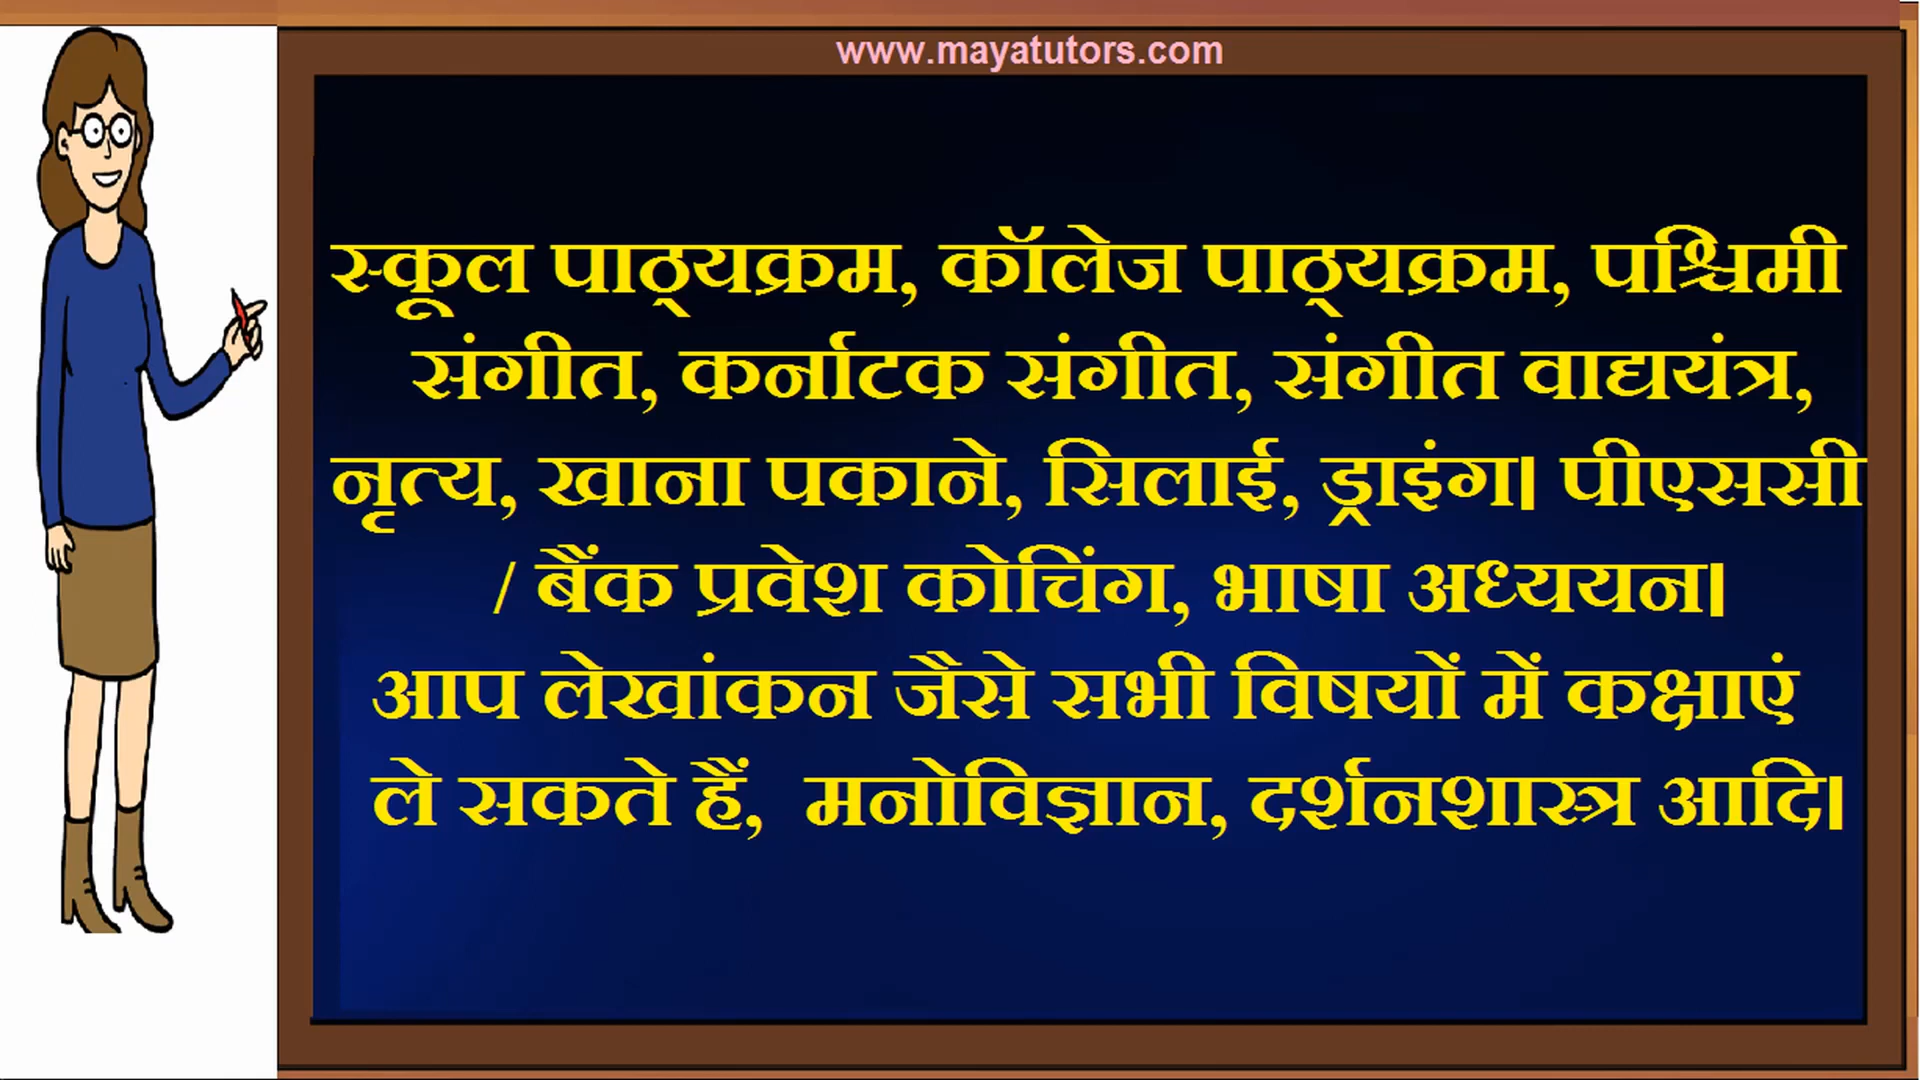 www.mayatutors.com
स्कूल पाठ्यक्रम, कॉलेज पाठ्यक्रम, पश्चिमी
संगीत, कर्नाटक संगीत, संगीत वाद्ययंत्र,
नृत्य, खाना पकाने, सिलाई, ड्राइंग। पीएससी
/ बैंक प्रवेश कोचिंग, भाषा अध्ययन।
आप लेखांकन जैसे सभी विषयों में कक्षाएं
ले सकते हैं, मनोविज्ञान, दर्शनशास्त्र आदि।